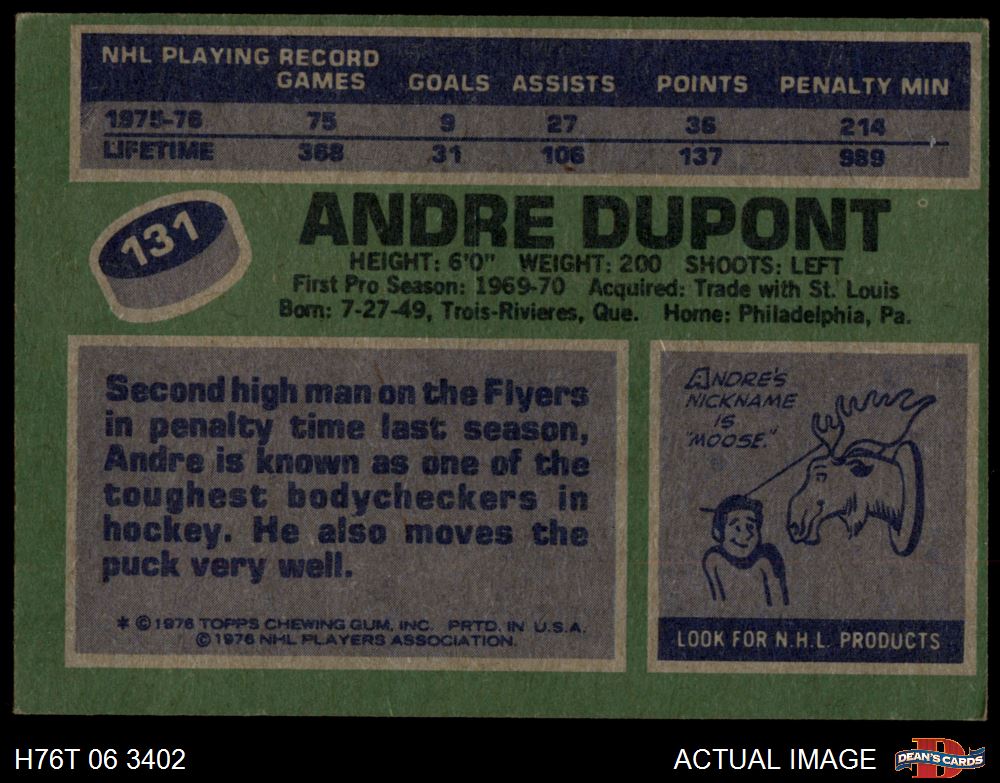 NHL PLAYING RECORD
GAMES GOALS ASSISTS POINTS PENALTY MIN
1975-76 75 9 27 36 214
LIFETIME 368 31 106 137 989
131
ANDRE DUPONT
HEIGHT: 6'0" WEIGHT: 200 SHOOTS: LEFT
First Pro Season: 1969-70 Acquired: Trade with St. Louis
Born: 7-27-49, Trois-Rivieres, Que. Home: Philadelphia, Pa.
Second high man on the Flyers
in penalty time last season,
Andre is known as one of the
toughest bodycheckers in
hockey. He also moves the
puck very well.
* © 1976 TOPPS CHEWING GUM, INC. PRTD. IN U.S.A.
© 1976 NHL PLAYERS ASSOCIATION.
ANDRE'S
NICKNAME
IS
"MOOSE."
LOOK FOR N.H.L. PRODUCTS
H76T 06 3402
ACTUAL IMAGE
D
DEAN'S CARDS